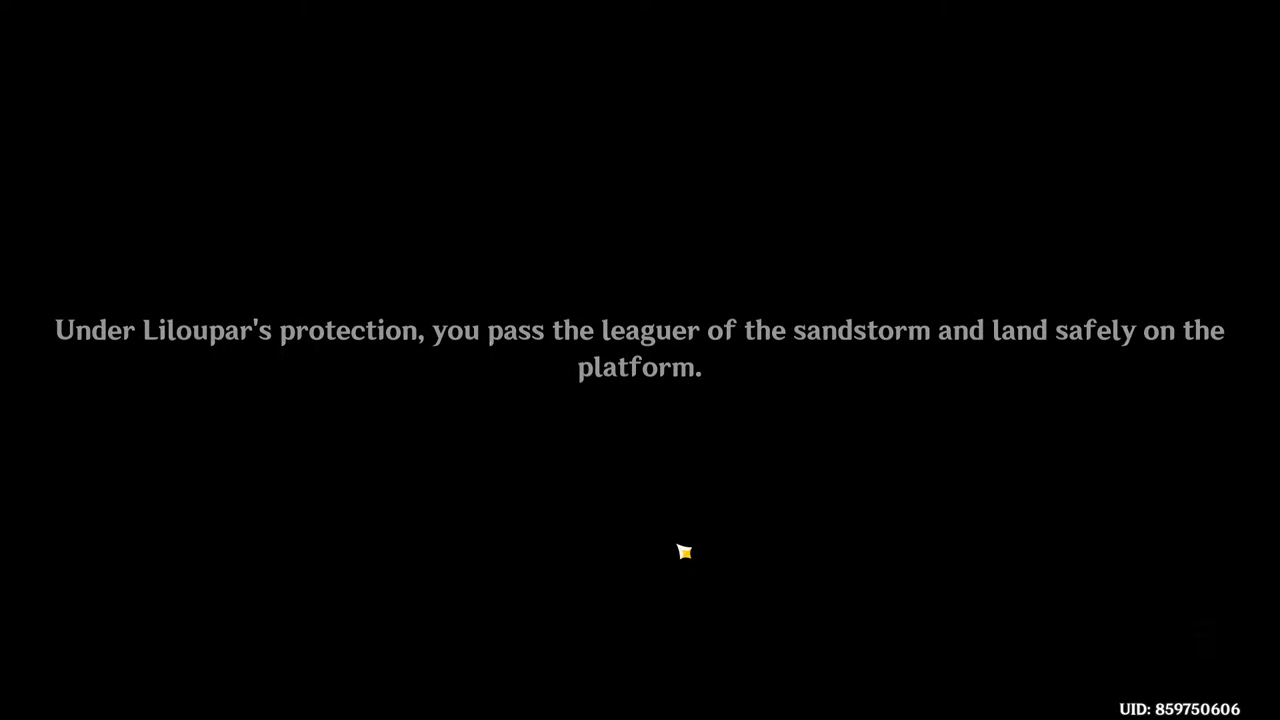 Under Liloupar's protection, you pass the leaguer of the sandstorm and land safely on the
platform.
UID: 859750606